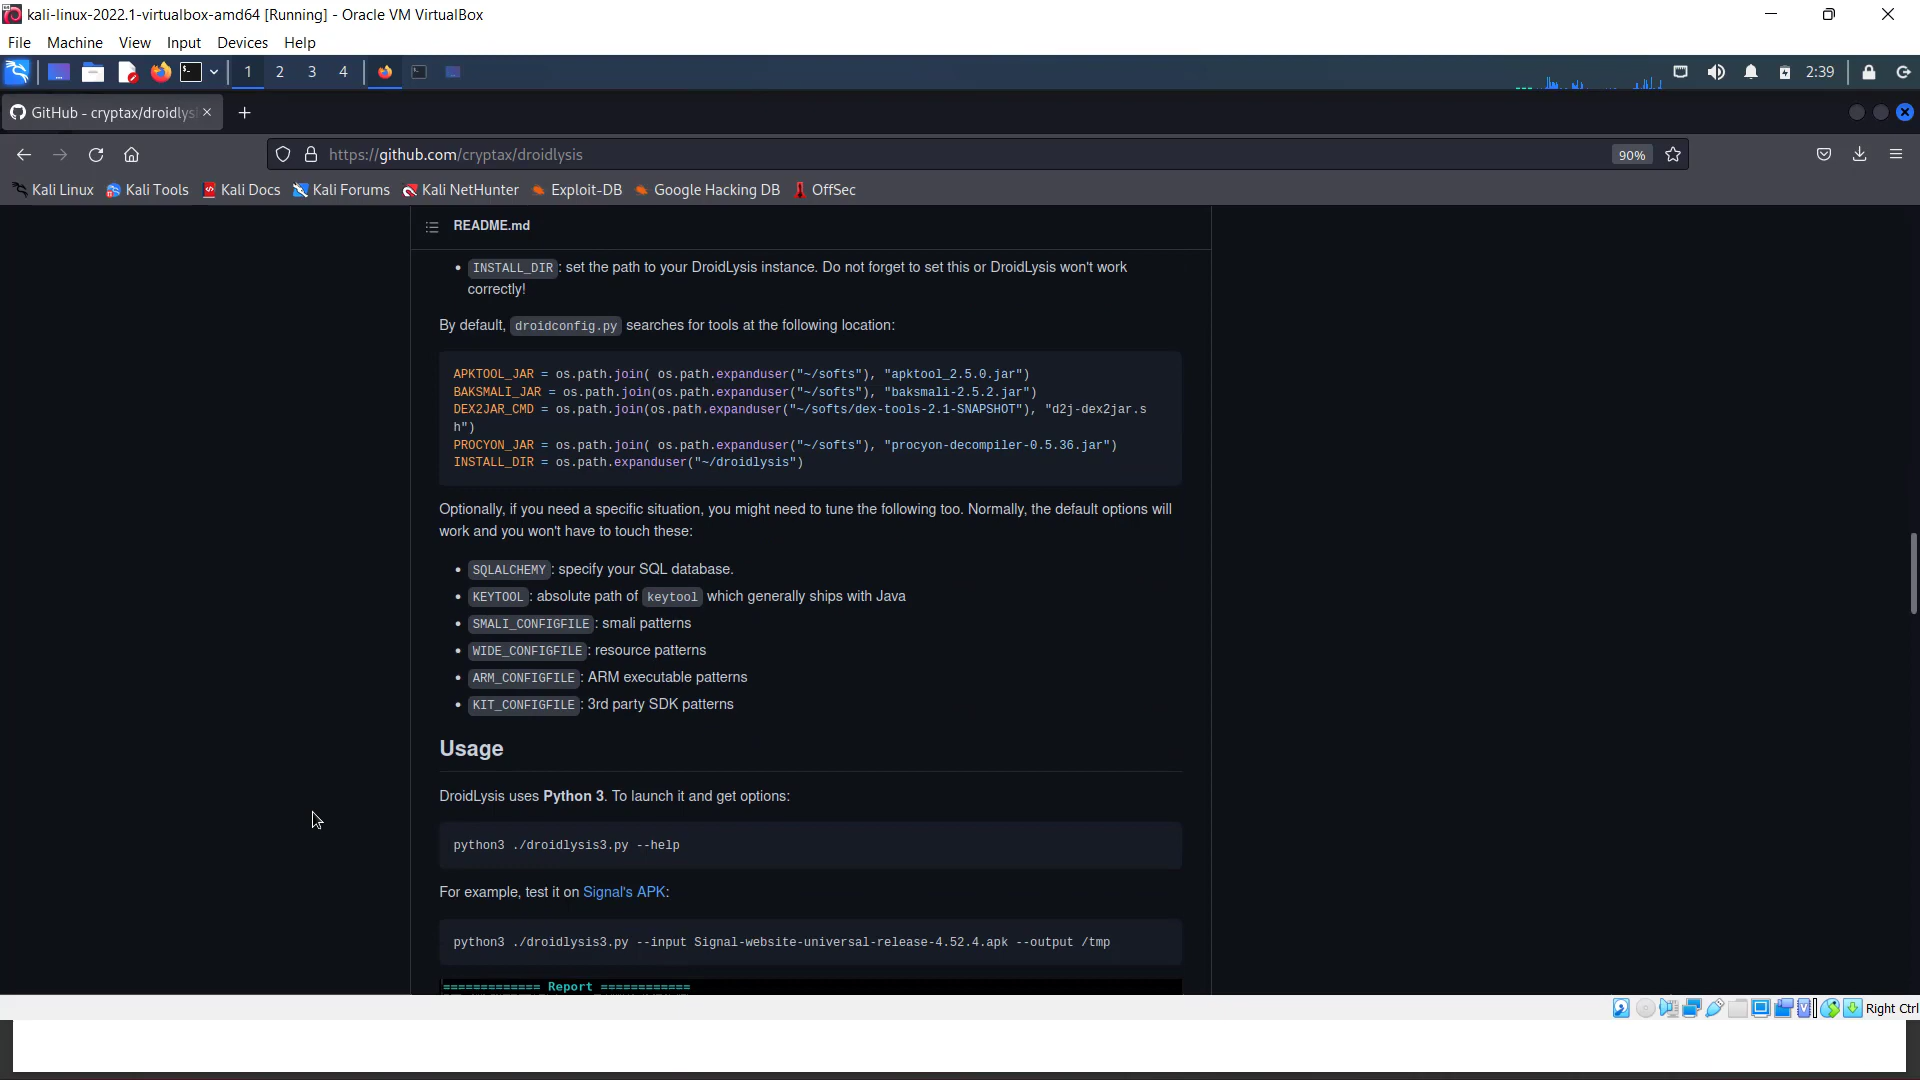 kali-linux-2022.1-virtualbox-amd64 [Running] - Oracle VM VirtualBox
File Machine View Input Devices Help
1 2 3 4 2:39
GitHub - cryptax/droidlys
https://github.com/cryptax/droidlysis 90%
Kali Linux Kali Tools Kali Docs Kali Forums Kali NetHunter Exploit-DB Google Hacking DB OffSec
README.md
INSTALL_DIR: set the path to your DroidLysis instance. Do not forget to set this or DroidLysis won't work
correctly!
By default, droidconfig.py searches for tools at the following location:
APKTOOL_JAR = os.path.join( os.path.expanduser("~/softs"), "apktool_2.5.0.jar")
BAKSMALI_JAR = os.path.join(os.path.expanduser("~/softs"), "baksmali-2.5.2.jar")
DEX2JAR_CMD = os.path.join(os.path.expanduser("~/softs/dex-tools-2.1-SNAPSHOT"), "d2j-dex2jar.s
h")
PROCYON_JAR = os.path.join( os.path.expanduser("~/softs"), "procyon-decompiler-0.5.36.jar")
INSTALL_DIR = os.path.expanduser("~/droidlysis")
Optionally, if you need a specific situation, you might need to tune the following too. Normally, the default options will
work and you won't have to touch these:
SQLALCHEMY: specify your SQL database.
KEYTOOL: absolute path of keytool which generally ships with Java
SMALI_CONFIGFILE: smali patterns
WIDE_CONFIGFILE: resource patterns
ARM_CONFIGFILE: ARM executable patterns
KIT_CONFIGFILE: 3rd party SDK patterns
Usage
DroidLysis uses Python 3. To launch it and get options:
python3 ./droidlysis3.py --help
For example, test it on Signal's APK:
python3 ./droidlysis3.py --input Signal-website-universal-release-4.52.4.apk --output /tmp
============= Report ============
Right Ctrl